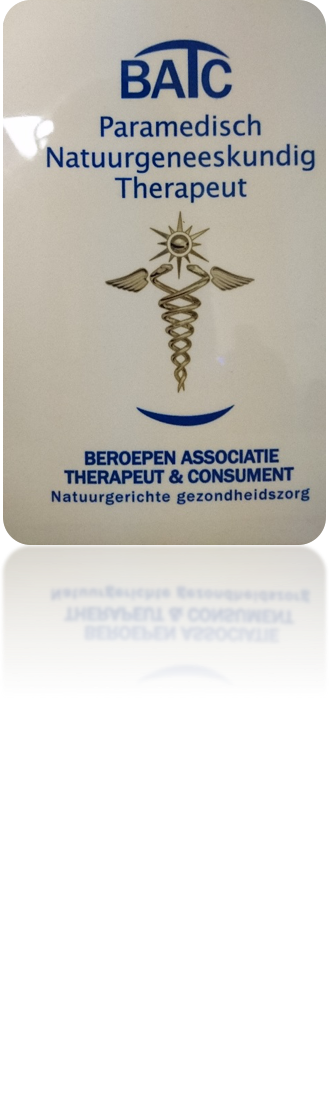 BATC
Paramedisch
Natuurgeneeskundig
Therapeut
BEROEPEN ASSOCIATIE
THERAPEUT & CONSUMENT
Natuurgerichte gezondheidszorg